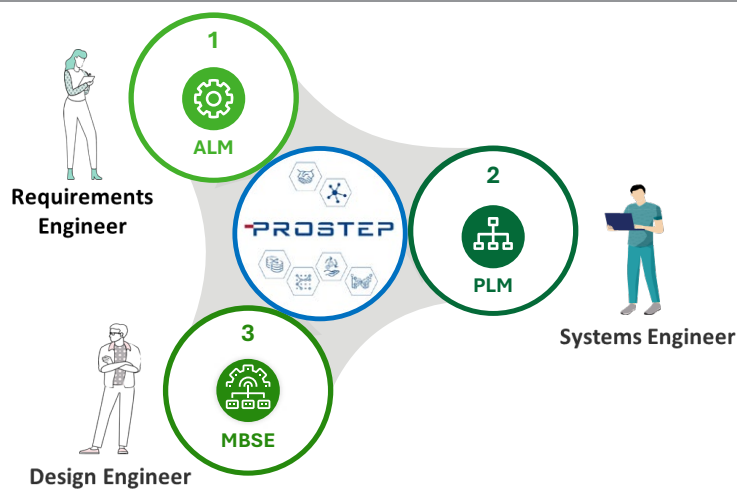 1
ALM
Requirements
Engineer
PROSTEP
2
PLM
Systems Engineer
3
MBSE
Design Engineer